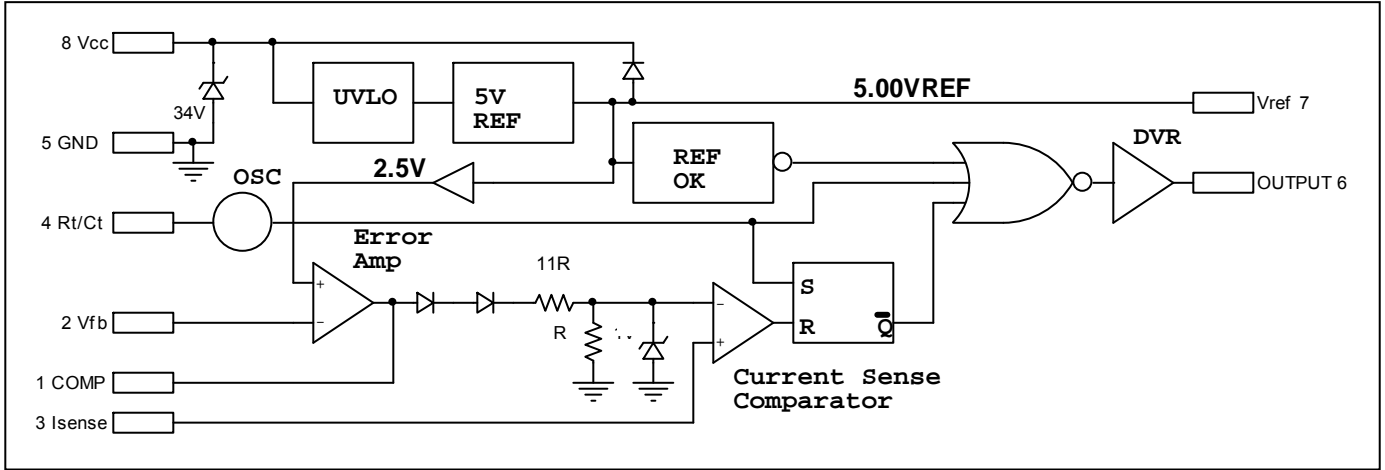 8 Vcc
34V
5 GND
UVLO
5V
REF
5.00VREF
Vref 7
REF
OK
DVR
OUTPUT 6
2.5V
OSC
4 Rt/Ct
Error
Amp
+
−
11R
R
2 Vfb
1 COMP
3 Isense
−
+
S
R
Q̅
Current Sense
Comparator